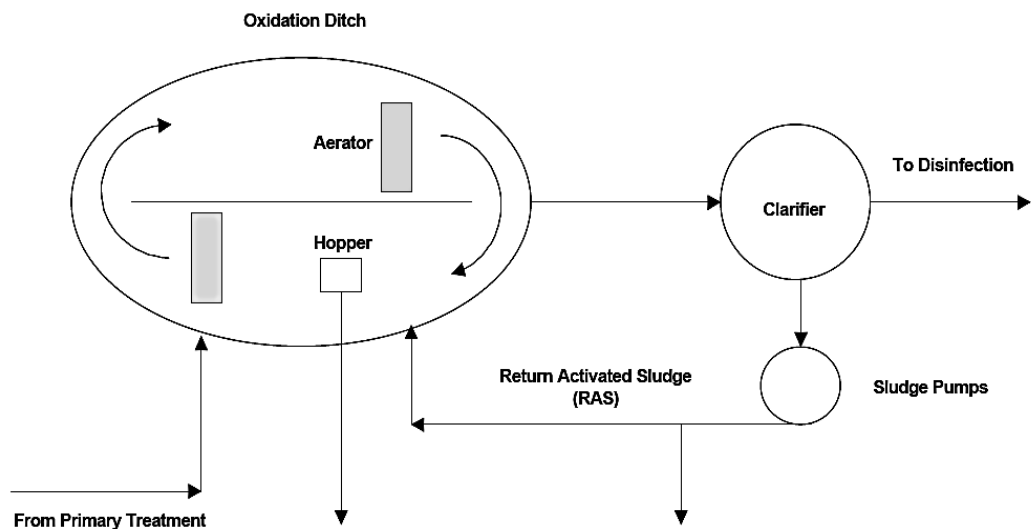 Oxidation Ditch
Aerator
To Disinfection
Clarifier
Hopper
Return Activated Sludge
(RAS)
Sludge Pumps
From Primary Treatment